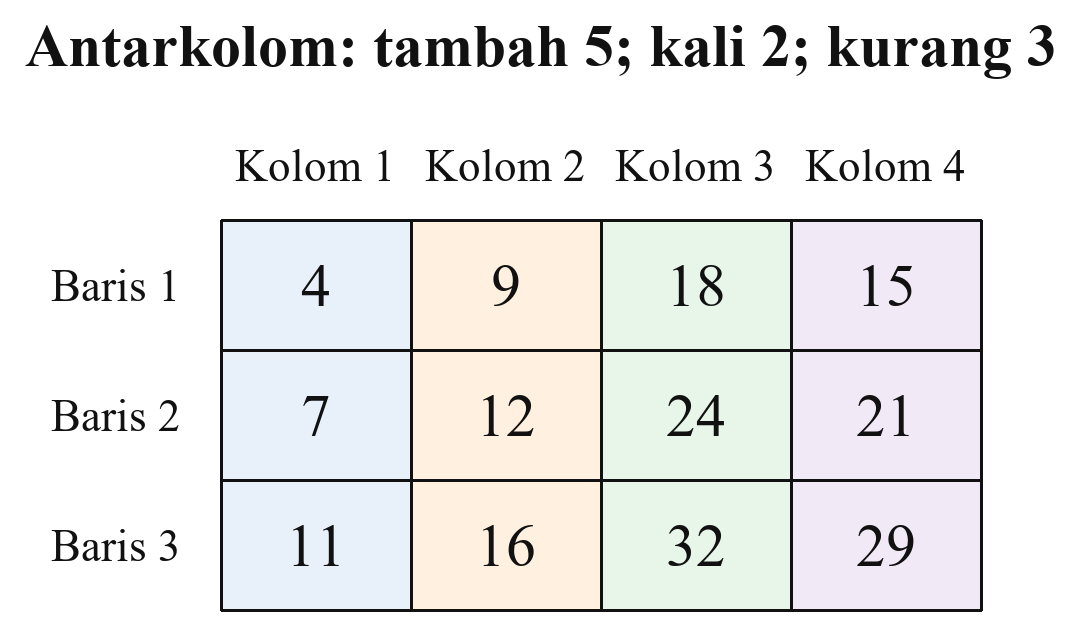 Antarkolom: tambah 5; kali 2; kurang 3
Kolom 1 Kolom 2 Kolom 3 Kolom 4
Baris 1 4 9 18 15
Baris 2 7 12 24 21
Baris 3 11 16 32 29